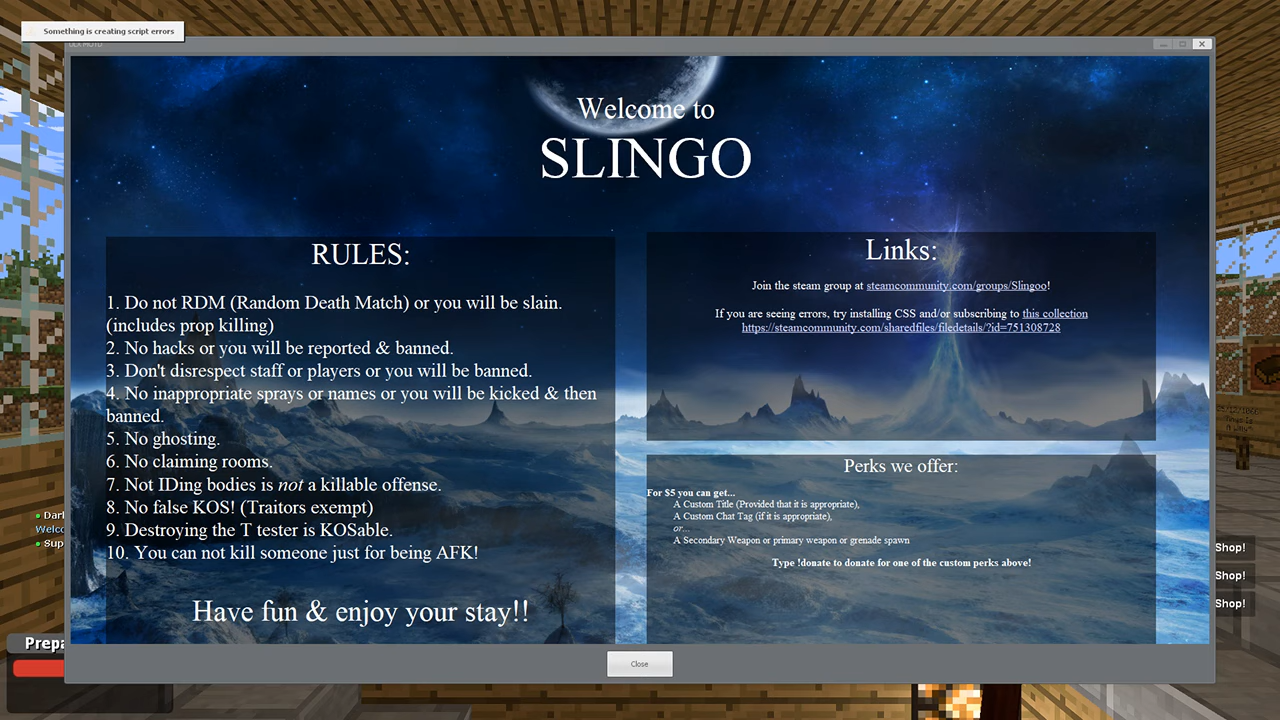 Something is creating script errors
ULX MOTD
Welcome to
SLINGO
RULES:
1. Do not RDM (Random Death Match) or you will be slain.
(includes prop killing)
2. No hacks or you will be reported & banned.
3. Don't disrespect staff or players or you will be banned.
4. No inappropriate sprays or names or you will be kicked & then
banned.
5. No ghosting.
6. No claiming rooms.
7. Not IDing bodies is not a killable offense.
8. No false KOS! (Traitors exempt)
9. Destroying the T tester is KOSable.
10. You can not kill someone just for being AFK!
Have fun & enjoy your stay!!
Links:
Join the steam group at steamcommunity.com/groups/Slingoo!
If you are seeing errors, try installing CSS and/or subscribing to this collection
https://steamcommunity.com/sharedfiles/filedetails/?id=751308728
Perks we offer:
For $5 you can get...
A Custom Title (Provided that it is appropriate),
A Custom Chat Tag (if it is appropriate),
or...
A Secondary Weapon or primary weapon or grenade spawn
Type !donate to donate for one of the custom perks above!
Close
Dark
Welco
Sup
Prepa
Shop!
Shop!
Shop!